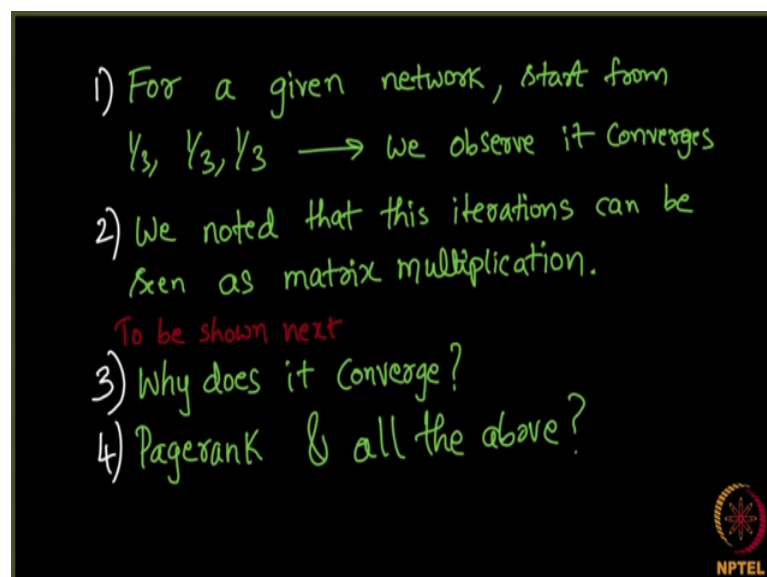 1) For a given network, start from
1/3, 1/3, 1/3 → we observe it Converges
2) We noted that this iterations can be
seen as matrix multiplication.
To be shown next
3) Why does it Converge?
4) Pagerank & all the above?
NPTEL